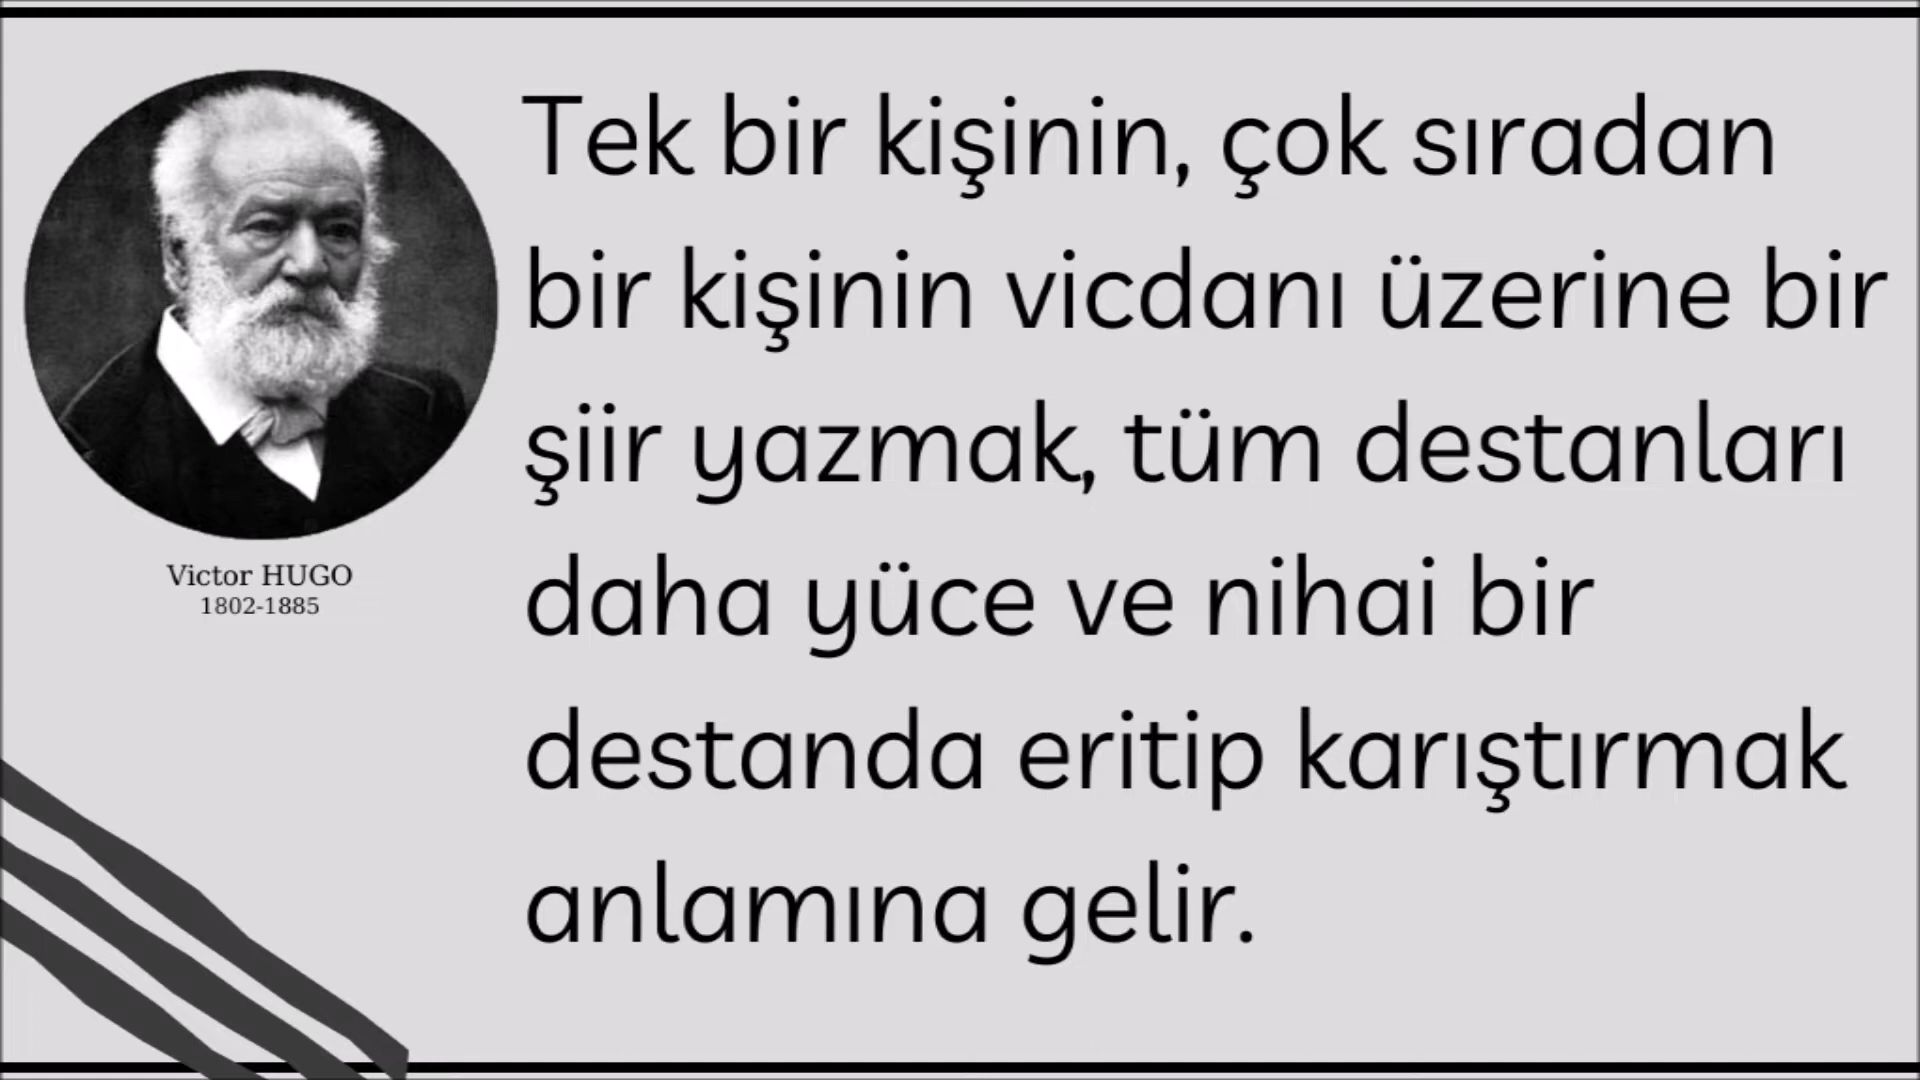 Tek bir kişinin, çok sıradan
bir kişinin vicdanı üzerine bir
şiir yazmak, tüm destanları
daha yüce ve nihai bir
destanda eritip karıştırmak
anlamına gelir.
Victor HUGO
1802-1885